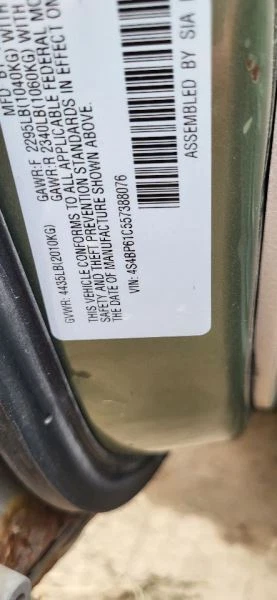 MFD. BY
GAWR:F 2295LB(1040KG) WITH
GAWR:R 2340LB(1060KG) WITH
GVWR: 4435LB(2010KG)
THIS VEHICLE CONFORMS TO ALL APPLICABLE FEDERAL MO
SAFETY AND THEFT PREVENTION STANDARDS IN EFFECT ON
THE DATE OF MANUFACTURE SHOWN ABOVE.
VIN: 4S4BP61C557388076
ASSEMBLED BY SIA